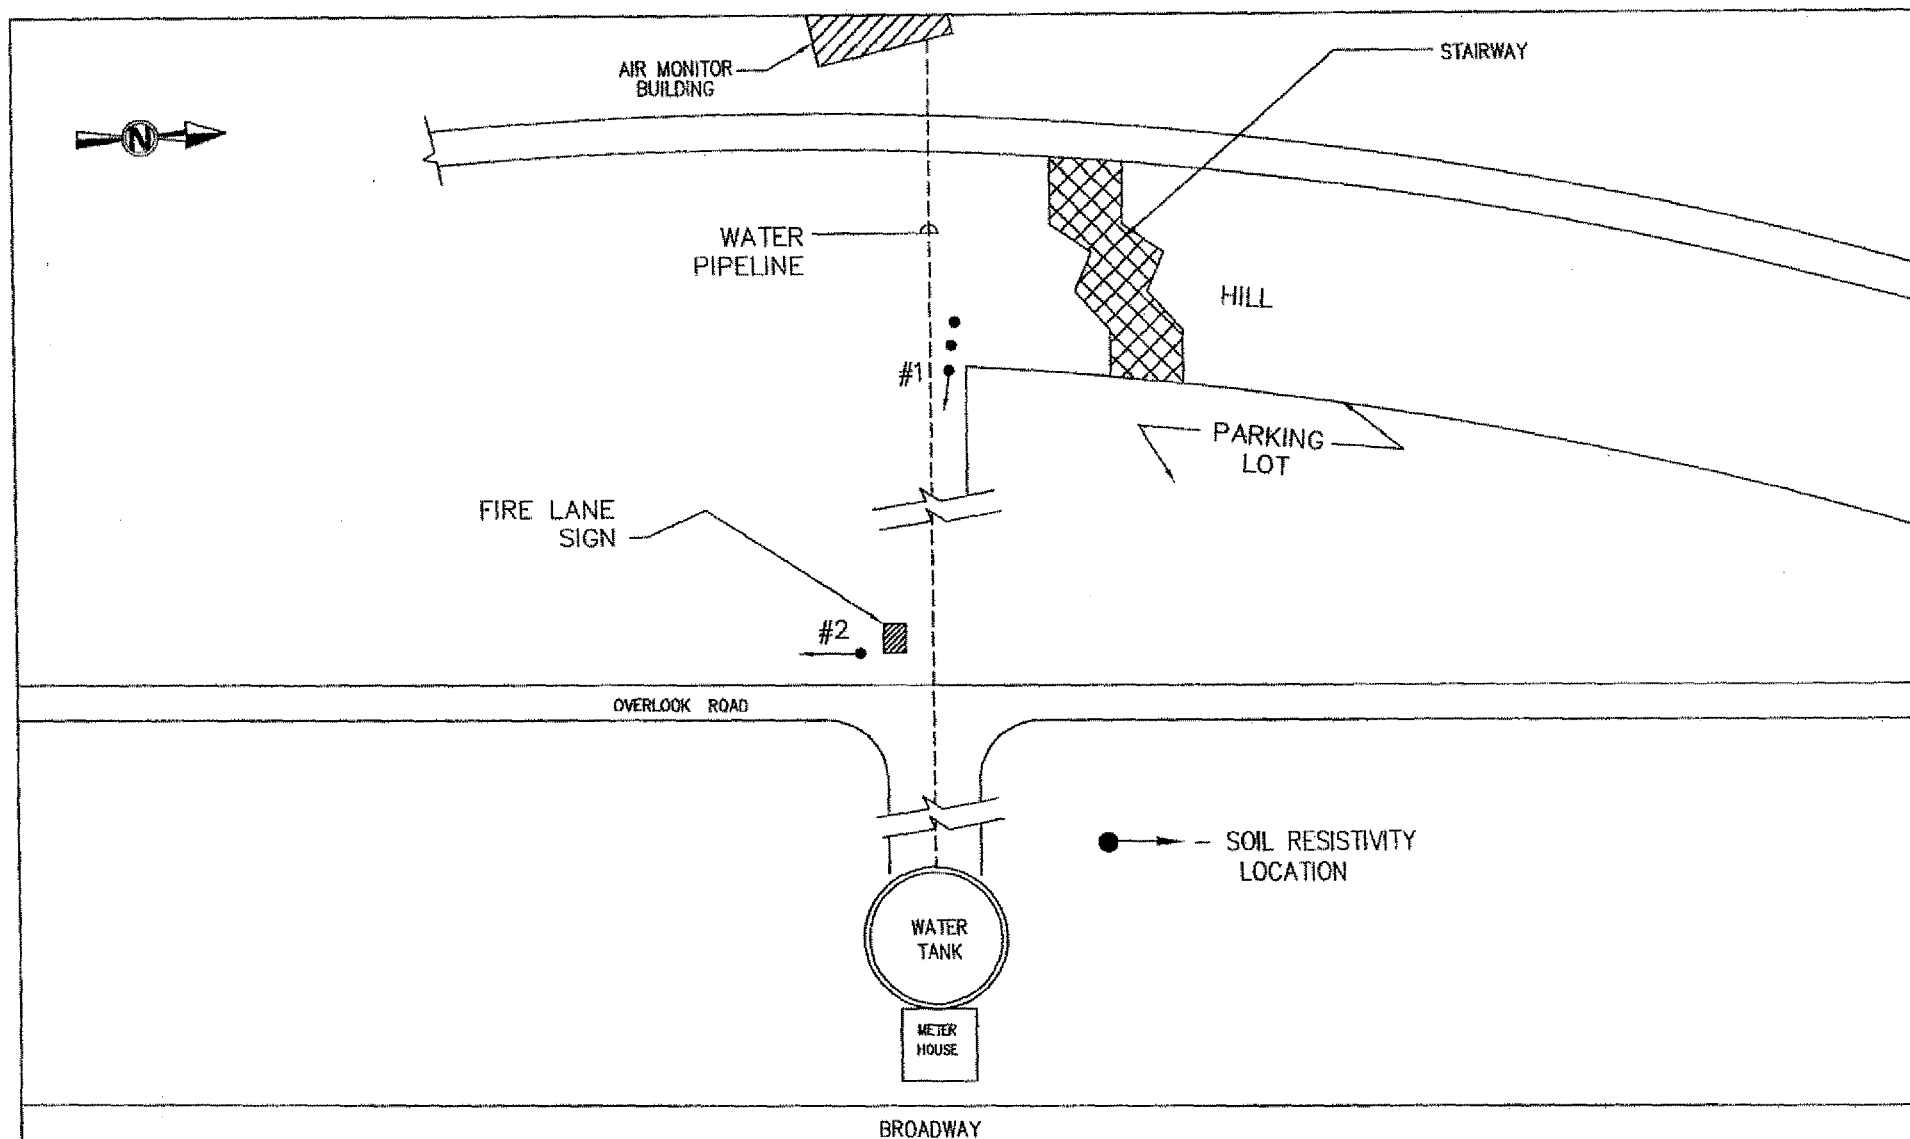 AIR MONITOR
BUILDING
STAIRWAY
N
WATER
PIPELINE
HILL
#1
PARKING
LOT
FIRE LANE
SIGN
#2
OVERLOOK ROAD
- SOIL RESISTIVITY
LOCATION
WATER
TANK
METER
HOUSE
BROADWAY